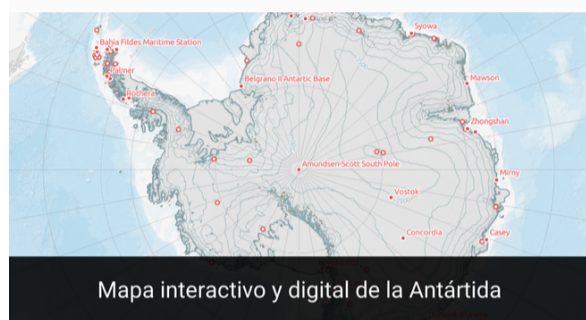 Syowa
Bahia Fildes Maritime Station
Palmer
Belgrano II Antartic Base
Mawson
Rothera
Zhongshan
Amundsen-Scott South Pole
Mirny
Vostok
Concordia
Casey
Mapa interactivo y digital de la Antártida